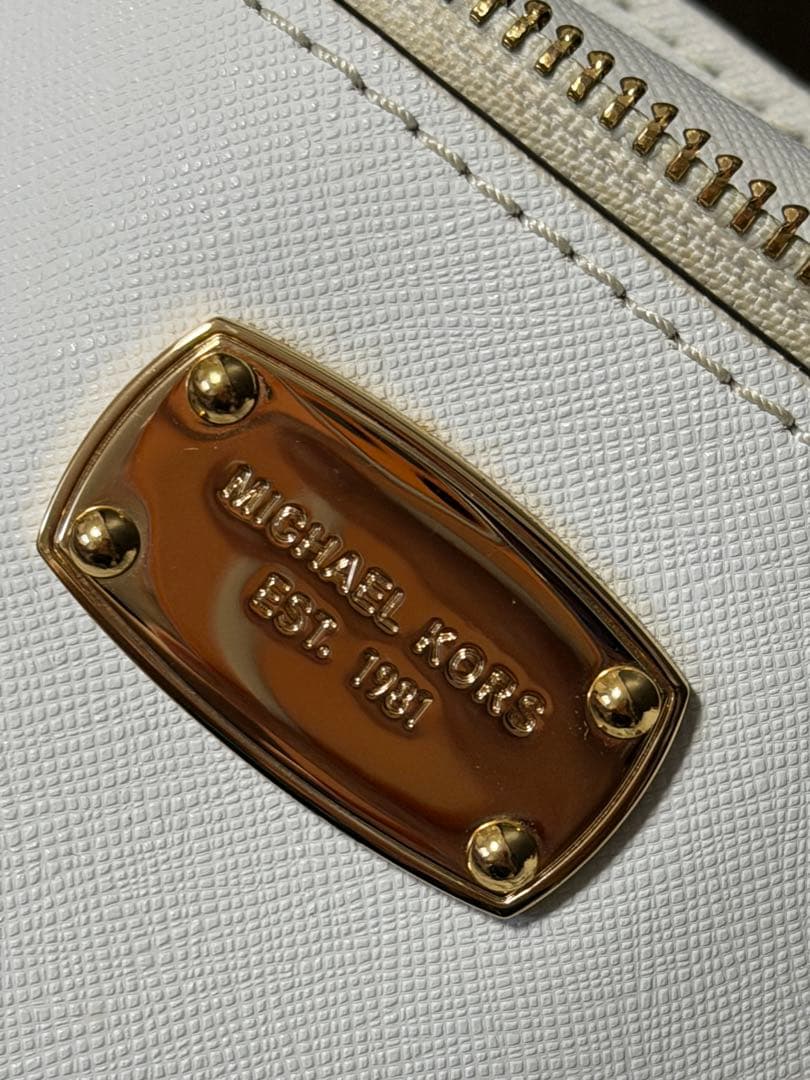 MICHAEL KORS
EST. 1981